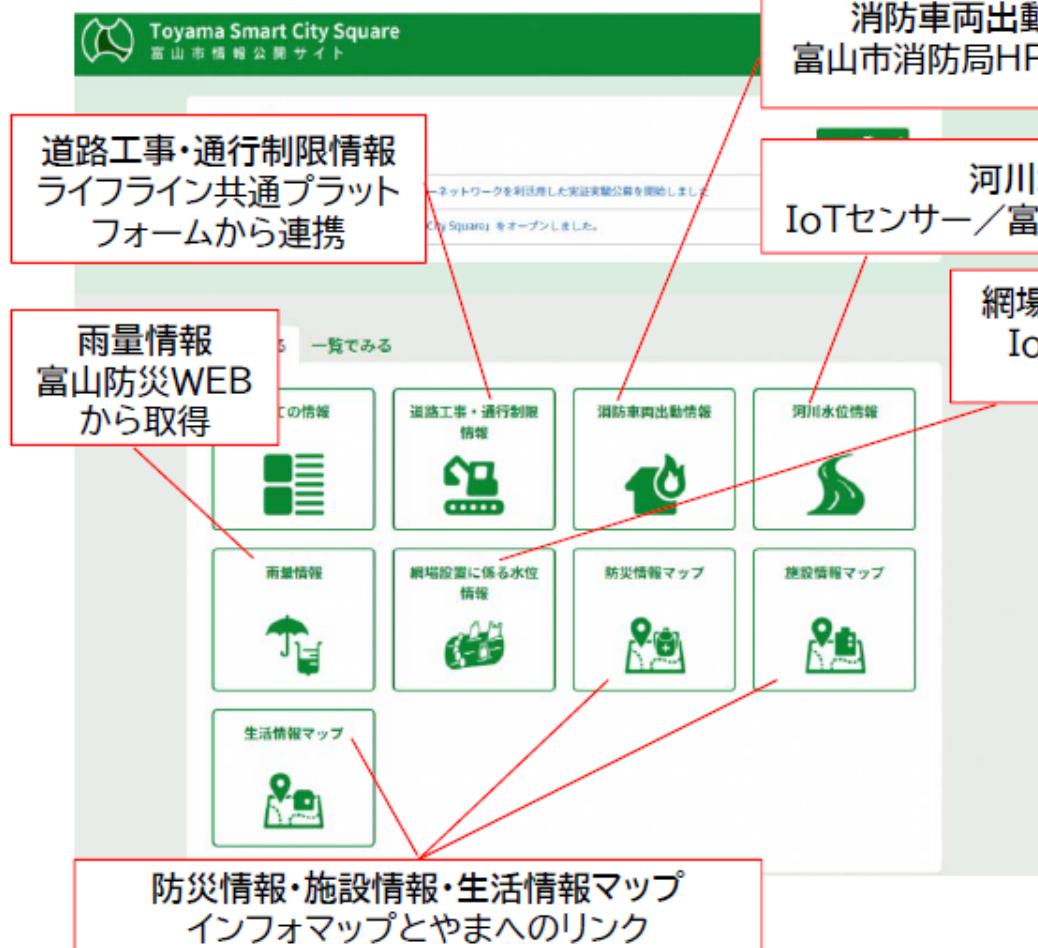 Toyama Smart City Square
富山市情報公開サイト
消防車両出動
富山市消防局HP
道路工事・通行制限情報
ライフライン共通プラット
フォームから連携
ーネットワークを利活用した実証実験公募を開始しました
City Square」をオープンしました。
河川
IoTセンサー／富
網場
雨量情報
富山防災WEB
から取得
る
一覧でみる
ての情報
道路工事・通行制限
情報
消防車両出動情報
河川水位情報
雨量情報
網場設置に係る水位
情報
防災情報マップ
施設情報マップ
生活情報マップ
防災情報・施設情報・生活情報マップ
インフォマップとやまへのリンク